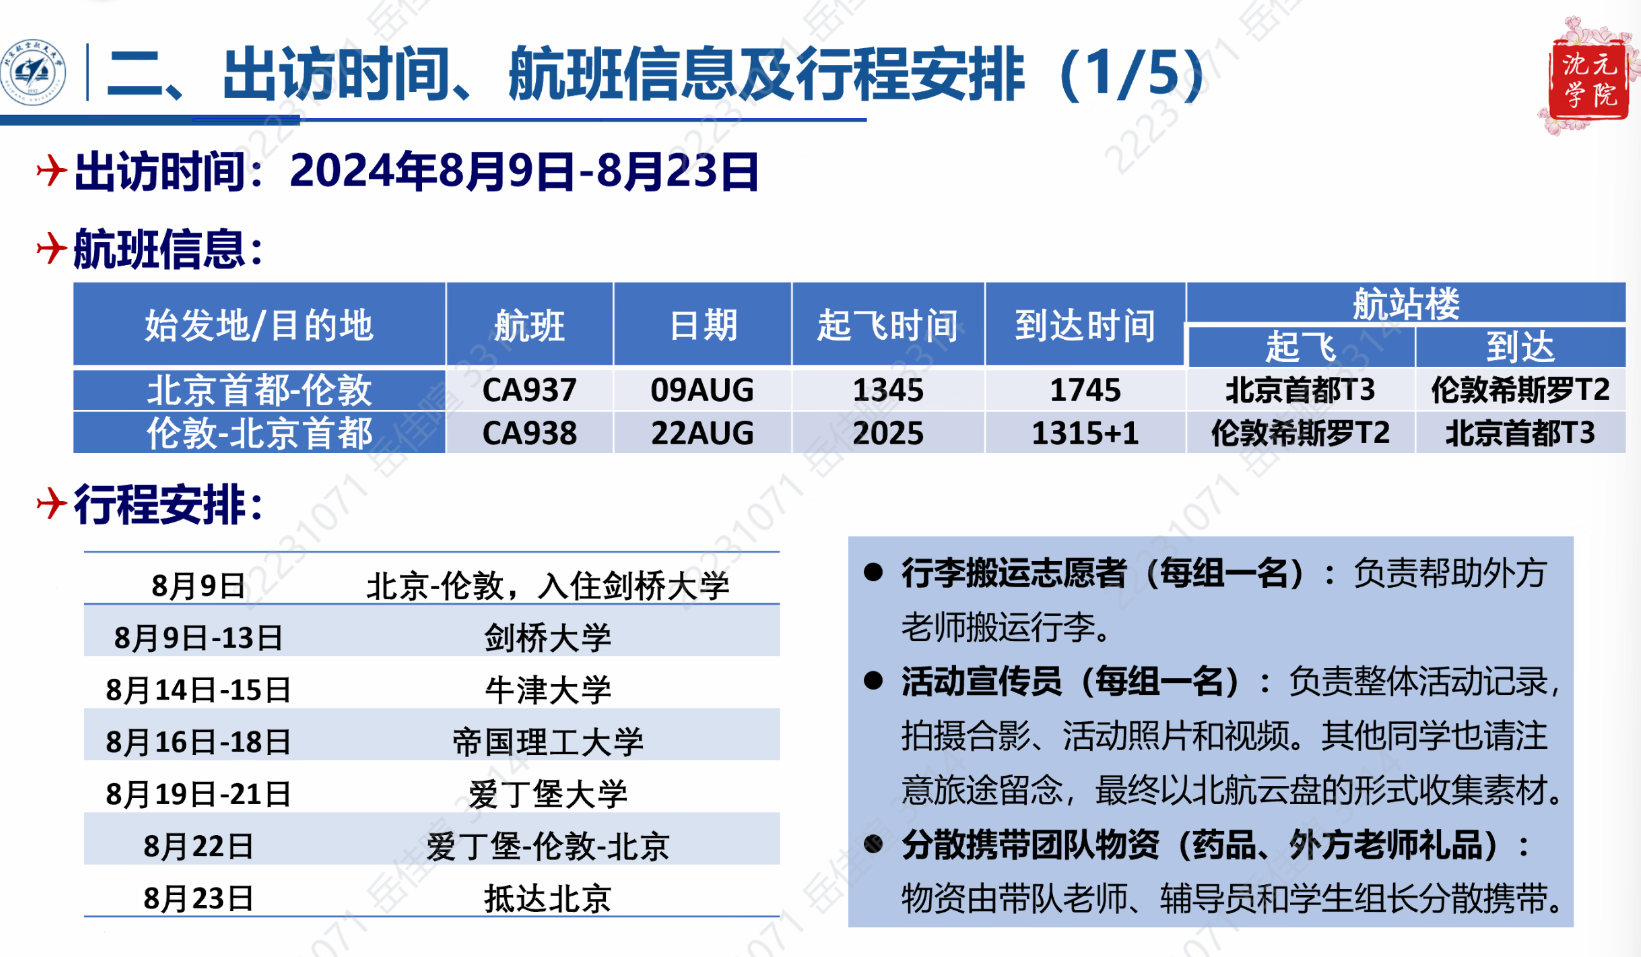 二、出访时间、航班信息及行程安排（1/5）
沈元
学院
出访时间：2024年8月9日-8月23日
航班信息：
始发地/目的地 航班 日期 起飞时间 到达时间 航站楼
起飞 到达
北京首都-伦敦 CA937 09AUG 1345 1745 北京首都T3 伦敦希斯罗T2
伦敦-北京首都 CA938 22AUG 2025 1315+1 伦敦希斯罗T2 北京首都T3
行程安排：
8月9日 北京-伦敦，入住剑桥大学
8月9日-13日 剑桥大学
8月14日-15日 牛津大学
8月16日-18日 帝国理工大学
8月19日-21日 爱丁堡大学
8月22日 爱丁堡-伦敦-北京
8月23日 抵达北京
● 行李搬运志愿者（每组一名）：负责帮助外方
老师搬运行李。
● 活动宣传员（每组一名）：负责整体活动记录，
拍摄合影、活动照片和视频。其他同学也请注
意旅途留念，最终以北航云盘的形式收集素材。
● 分散携带团队物资（药品、外方老师礼品）：
物资由带队老师、辅导员和学生组长分散携带。
22231071 岳佳暄 3314